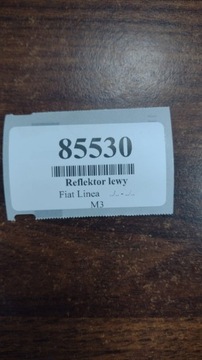 85530
Reflektor lewy
Fiat Linea
M3